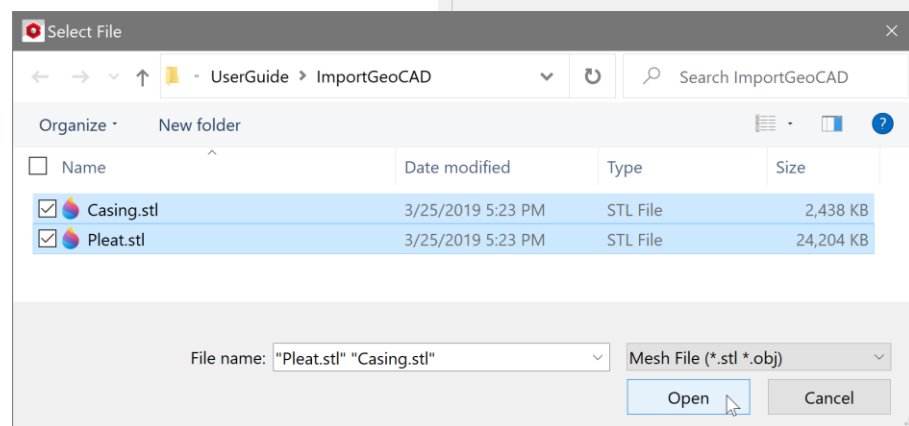 Select File
UserGuide > ImportGeoCAD
Search ImportGeoCAD
Organize
New folder
?
Name Date modified Type Size
Casing.stl 3/25/2019 5:23 PM STL File 2,438 KB
Pleat.stl 3/25/2019 5:23 PM STL File 24,204 KB
File name: "Pleat.stl" "Casing.stl"
Mesh File (*.stl *.obj)
Open
Cancel